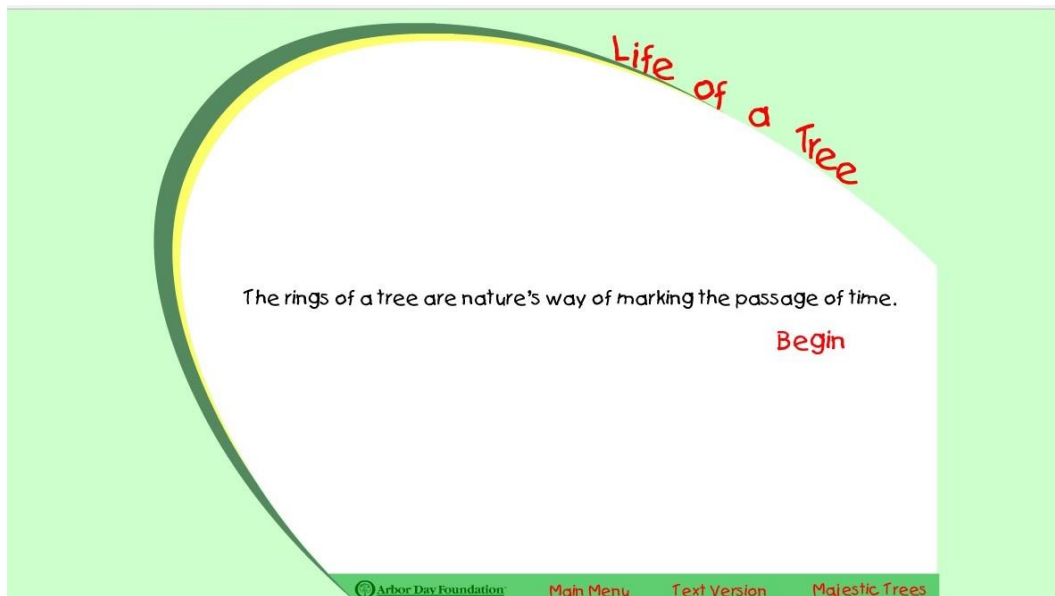 Life of a Tree
The rings of a tree are nature's way of marking the passage of time.
Begin
Arbor Day Foundation Main Menu Text Version Majestic Trees